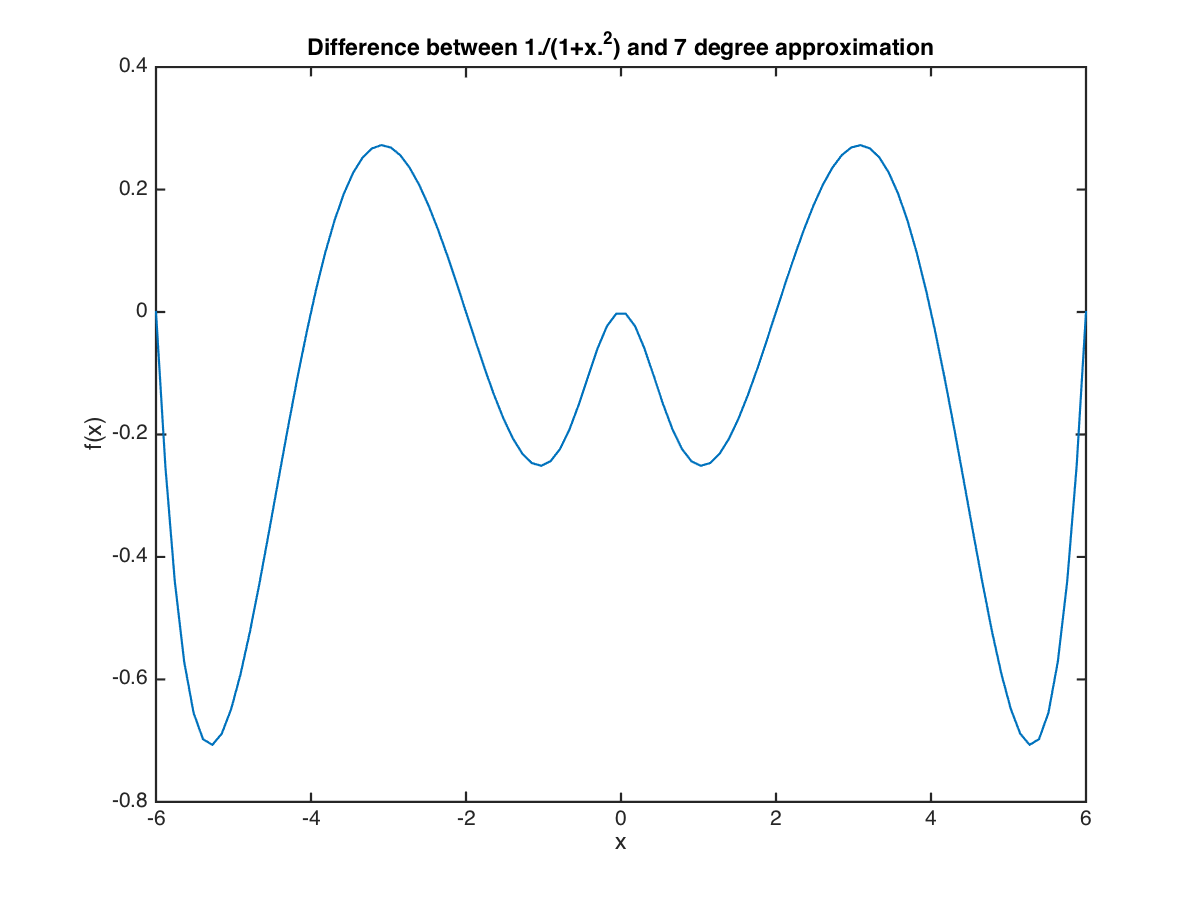 Difference between 1./(1+x.²) and 7 degree approximation
0.4
0.2
0
-0.2
-0.4
-0.6
-0.8
f(x)
-6 -4 -2 0 2 4 6
x